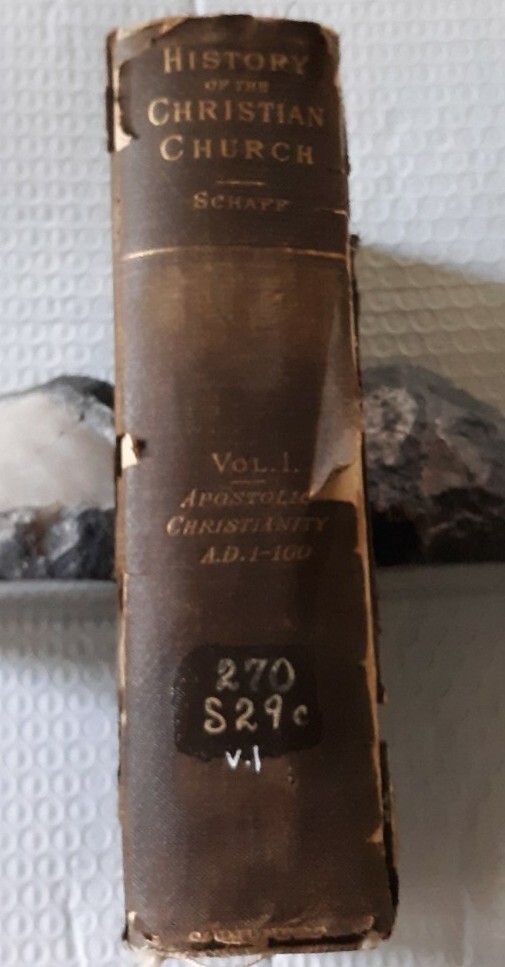 HISTORY
OF THE
CHRISTIAN
CHURCH
SCHAFF
VOL. I.
APOSTOLIC
CHRISTIANITY
A.D. 1-100
270
S29c
v.1